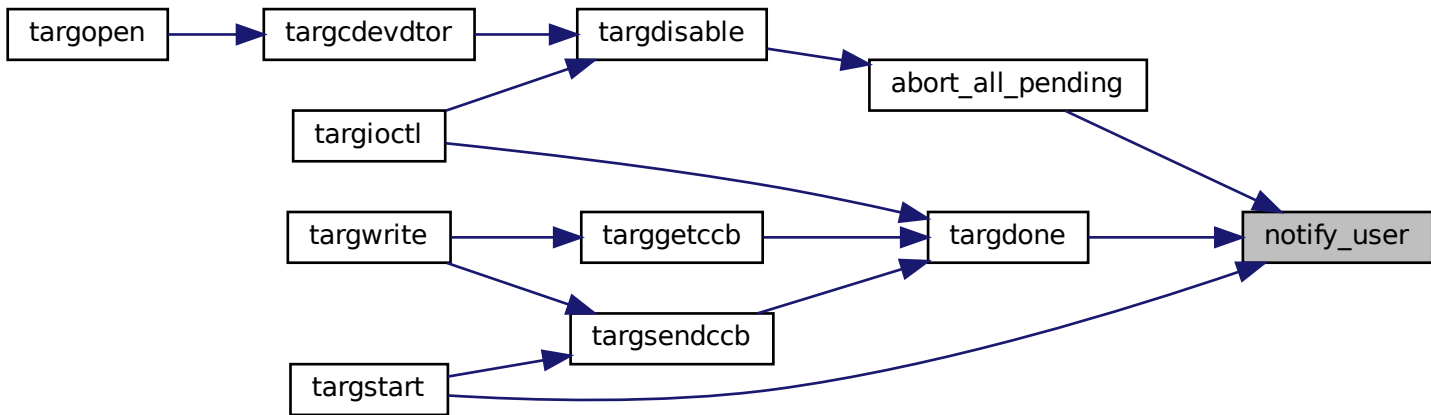 targopen
targcdevdtor
targdisable
abort_all_pending
targioctl
targwrite
targgetccb
targdone
notify_user
targsendccb
targstart